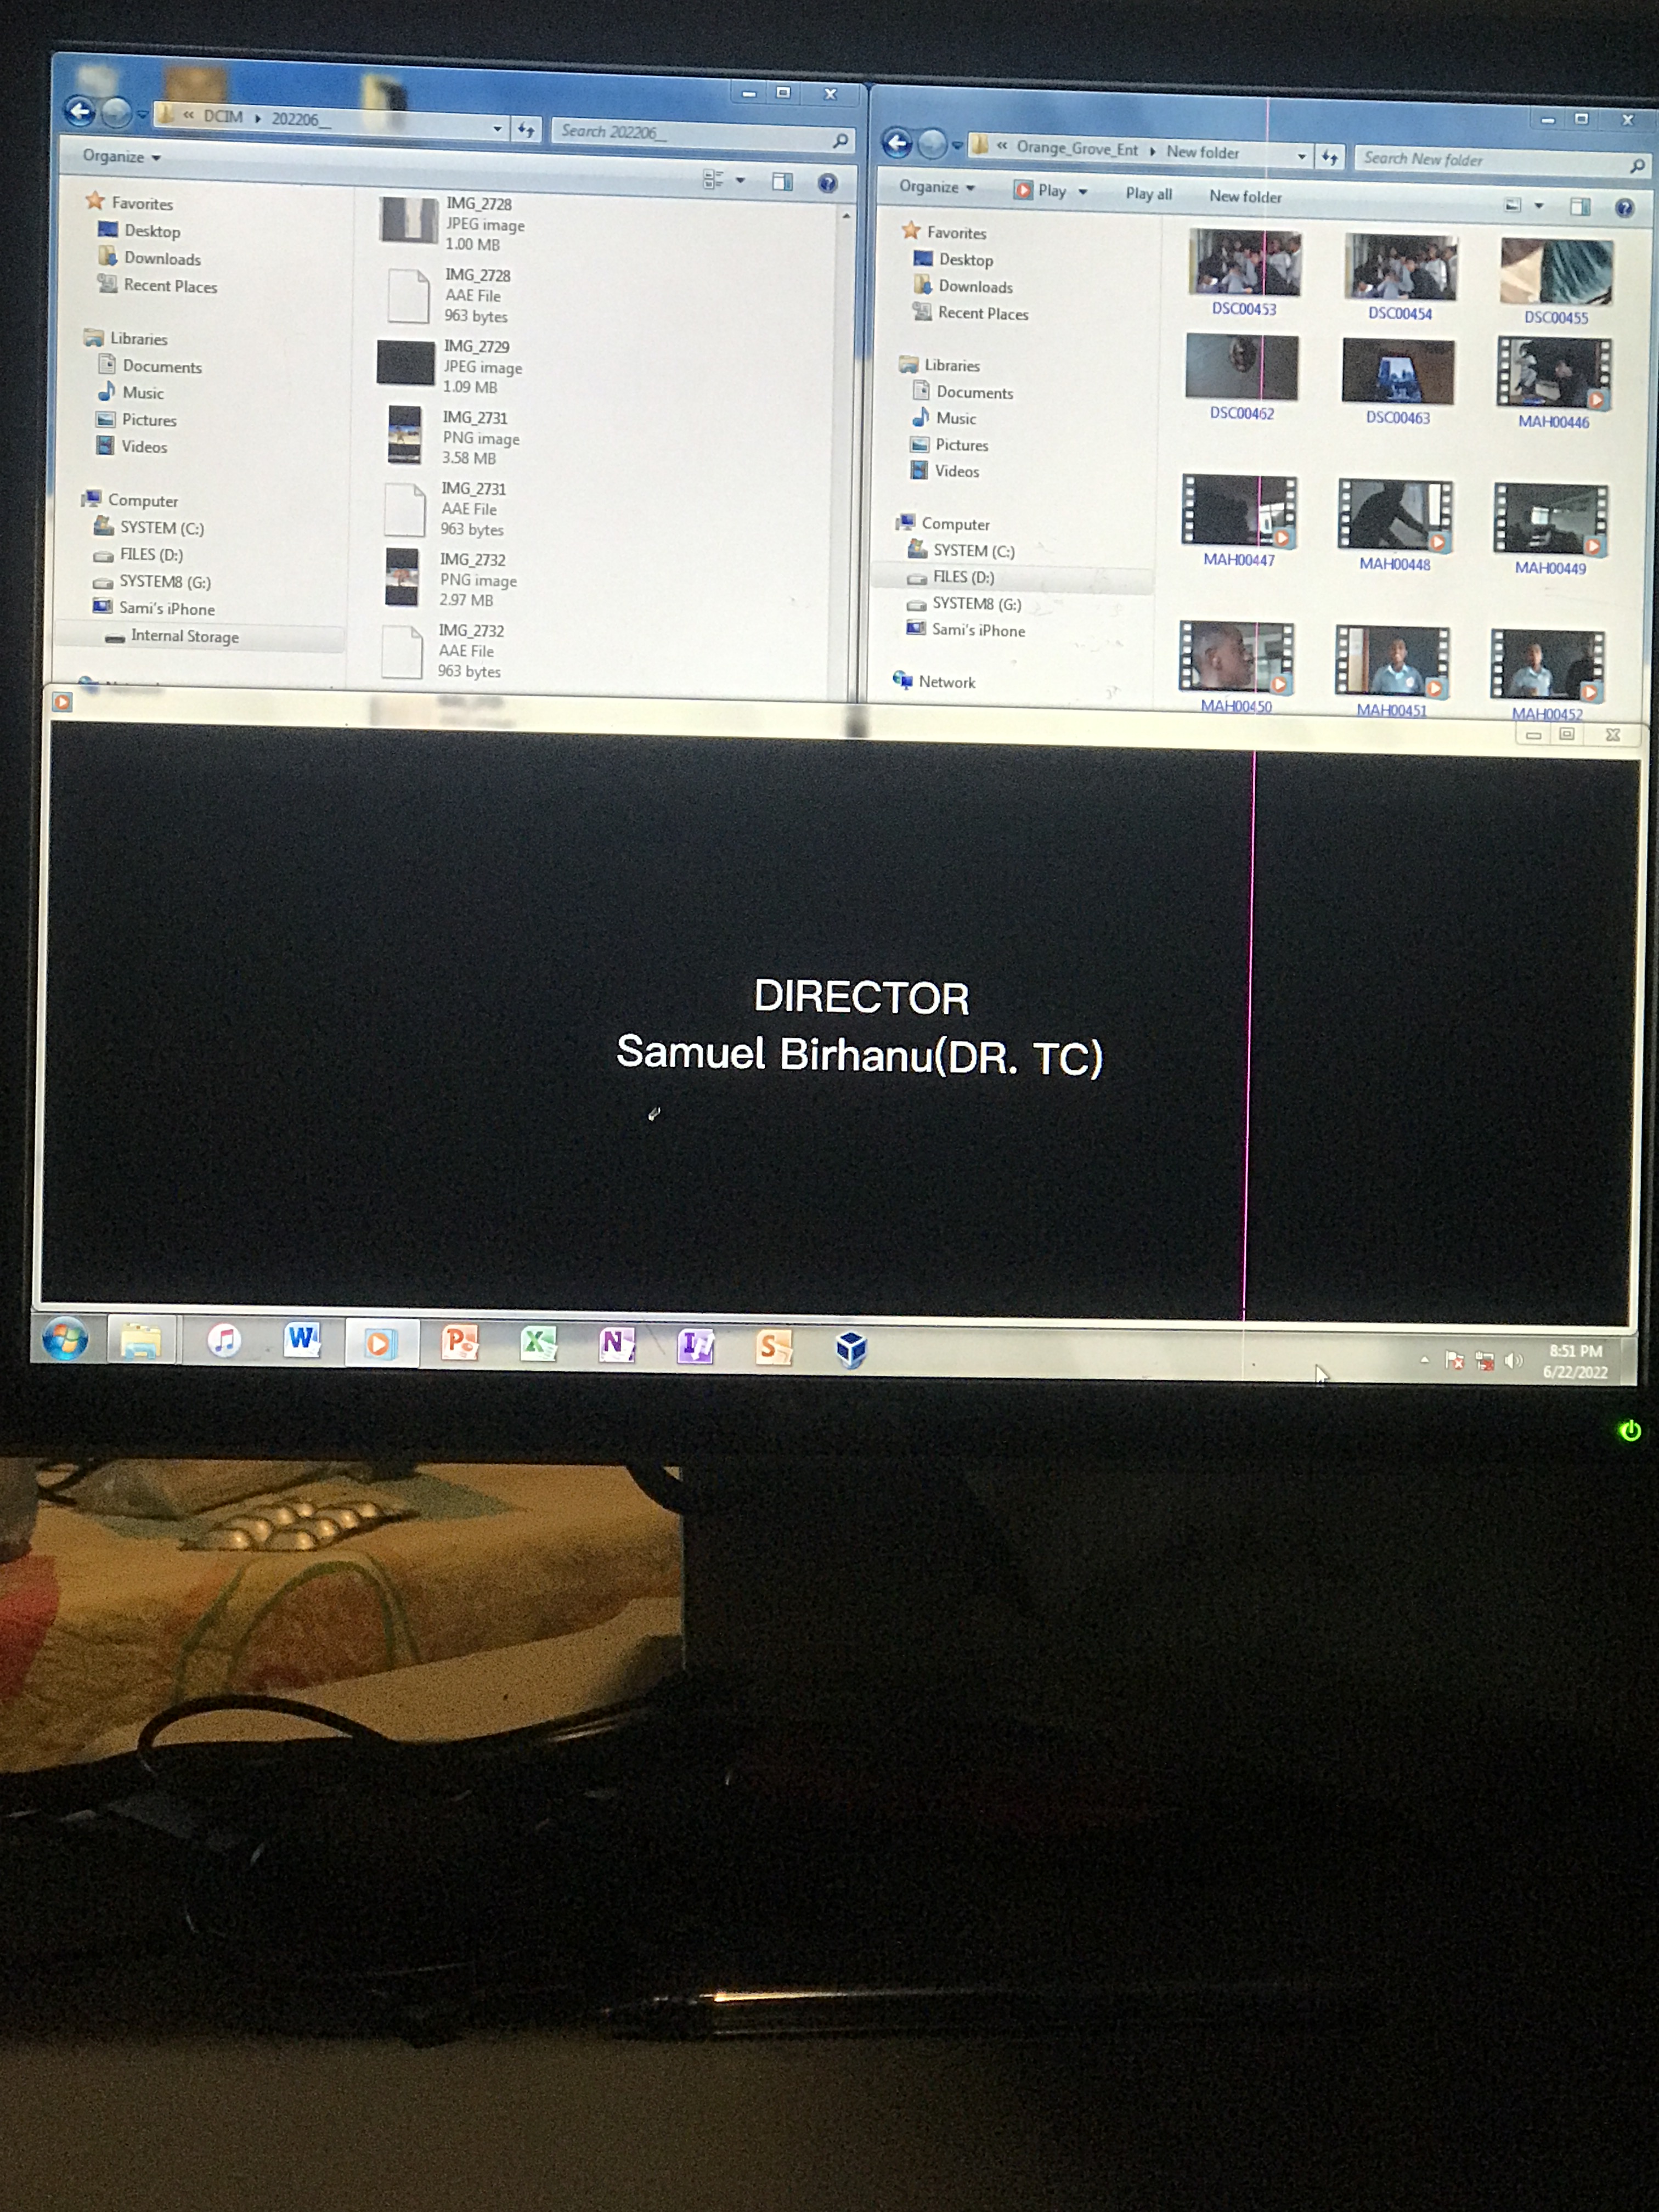 « DCIM ▸ 202206__
Search 202206__
Organize
Favorites
Desktop
Downloads
Recent Places
Libraries
Documents
Music
Pictures
Videos
Computer
SYSTEM (C:)
FILES (D:)
SYSTEM8 (G:)
Sami's iPhone
Internal Storage
IMG_2728
JPEG image
1.00 MB
IMG_2728
AAE File
963 bytes
IMG_2729
JPEG image
1.09 MB
IMG_2731
PNG image
3.58 MB
IMG_2731
AAE File
963 bytes
IMG_2732
PNG image
2.97 MB
IMG_2732
AAE File
963 bytes
« Orange_Grove_Ent ▸ New folder
Search New folder
Organize Play Play all New folder
Favorites
Desktop
Downloads
Recent Places
Libraries
Documents
Music
Pictures
Videos
Computer
SYSTEM (C:)
FILES (D:)
SYSTEM8 (G:)
Sami's iPhone
Network
DSC00453 DSC00454 DSC00455
DSC00462 DSC00463 MAH00446
MAH00447 MAH00448 MAH00449
MAH00450 MAH00451 MAH00452
DIRECTOR
Samuel Birhanu(DR. TC)
W P X N I S
8:51 PM
6/22/2022